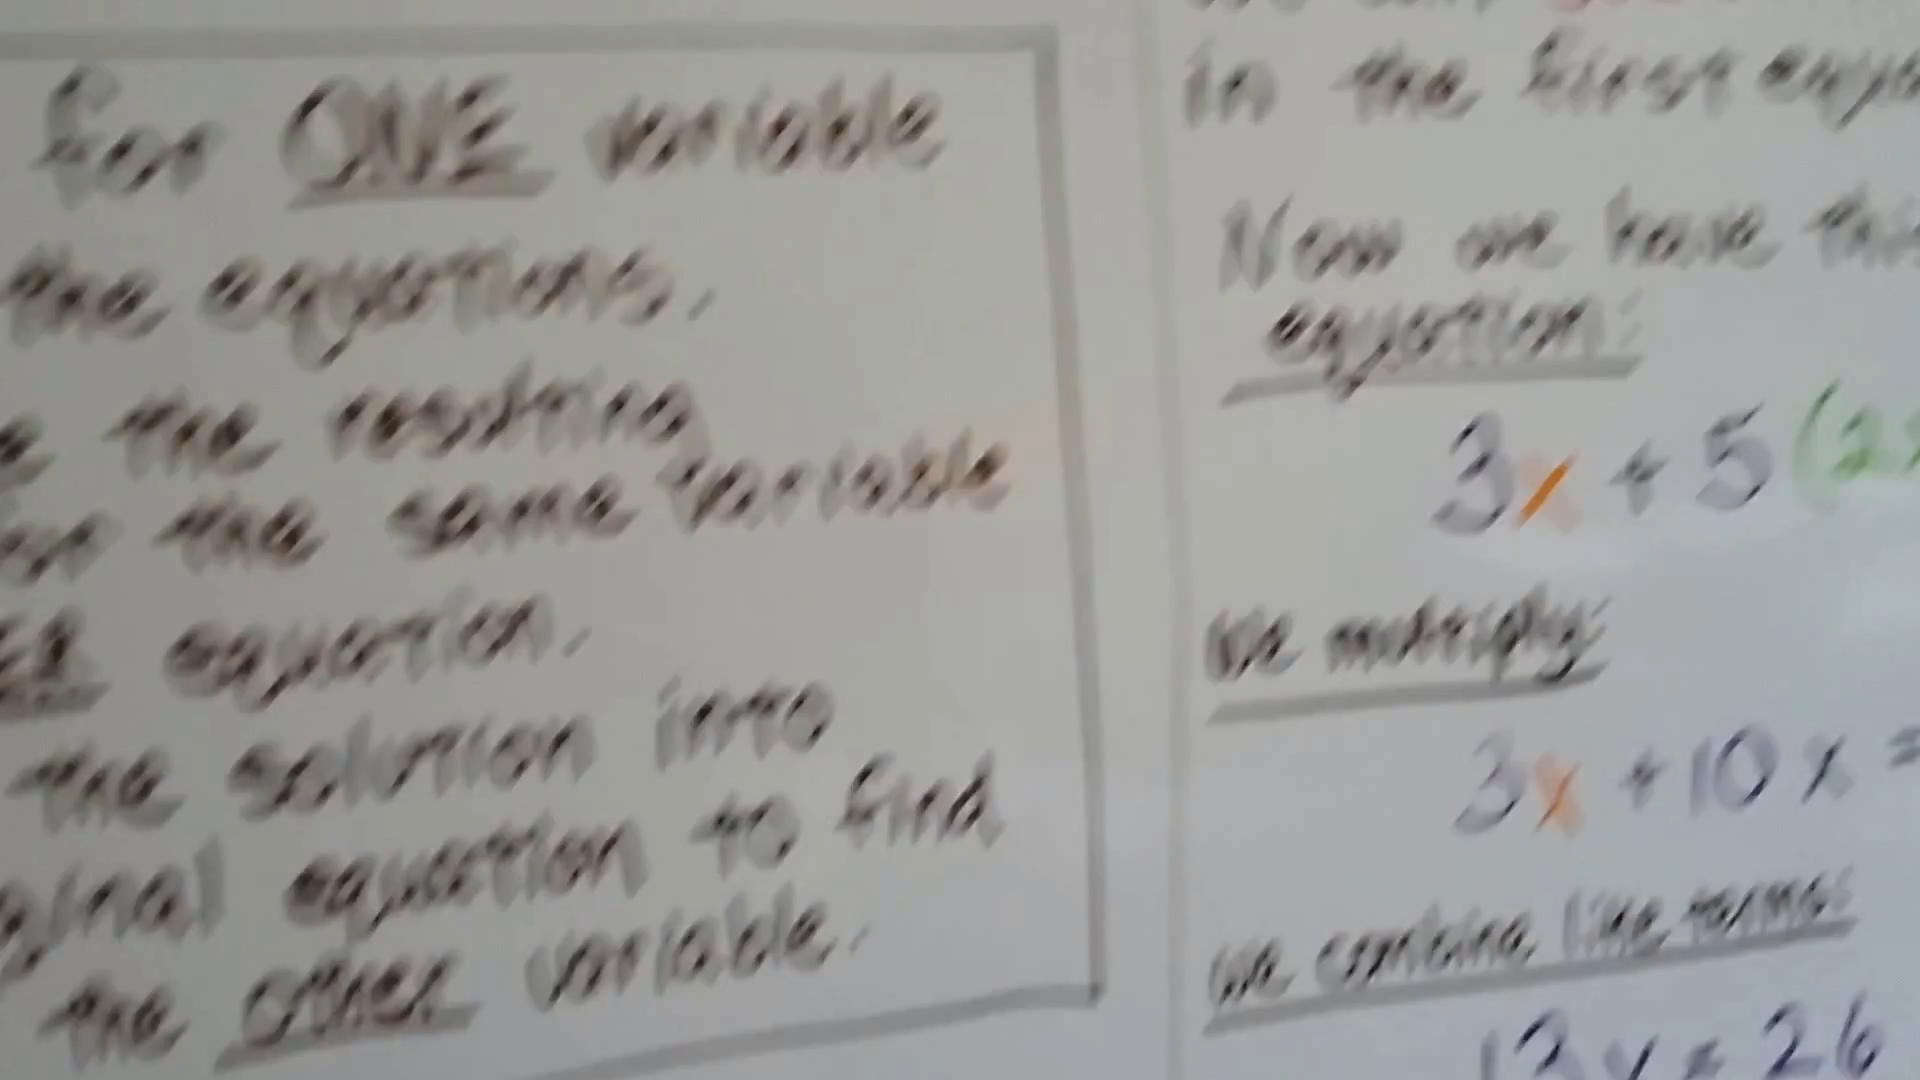 for ONE variable
the equations.
the resulting
for the same variable
equation.
the solution into
equation to find
the OTHER variable.
in the first
Now we have this
equation:
3x + 5 (2x
We multiply:
3x + 10x =
We combine like terms:
13x = 26